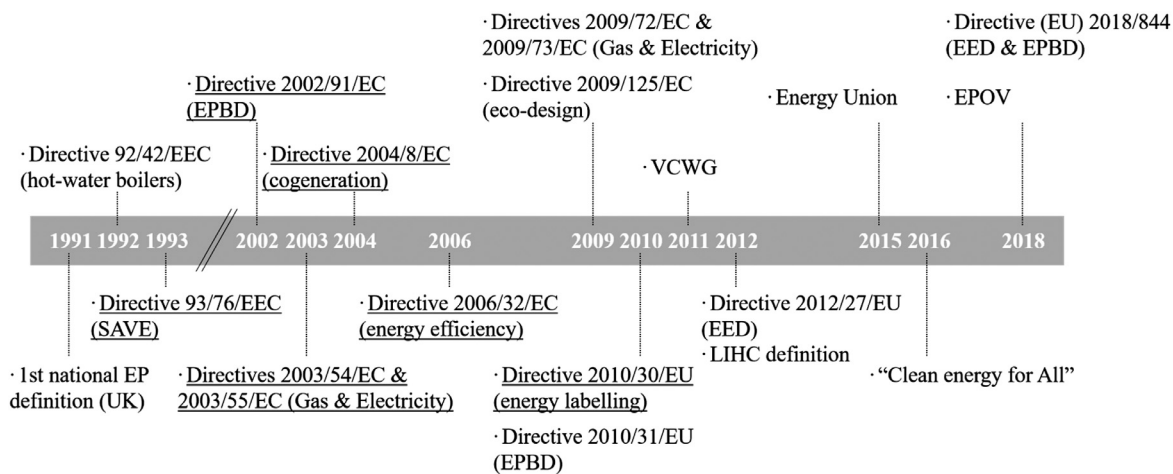 · Directives 2009/72/EC &
2009/73/EC (Gas & Electricity)
· Directive (EU) 2018/844
(EED & EPBD)
· Directive 2002/91/EC
(EPBD)
· Directive 2009/125/EC
(eco-design)
· Energy Union
· EPOV
· Directive 92/42/EEC
(hot-water boilers)
· Directive 2004/8/EC
(cogeneration)
· VCWG
1991 1992 1993 2002 2003 2004 2006 2009 2010 2011 2012 2015 2016 2018
· Directive 93/76/EEC
(SAVE)
· Directive 2006/32/EC
(energy efficiency)
· Directive 2012/27/EU
(EED)
· LIHC definition
· 1st national EP
definition (UK)
· Directives 2003/54/EC &
2003/55/EC (Gas & Electricity)
· Directive 2010/30/EU
(energy labelling)
· Directive 2010/31/EU
(EPBD)
· “Clean energy for All”